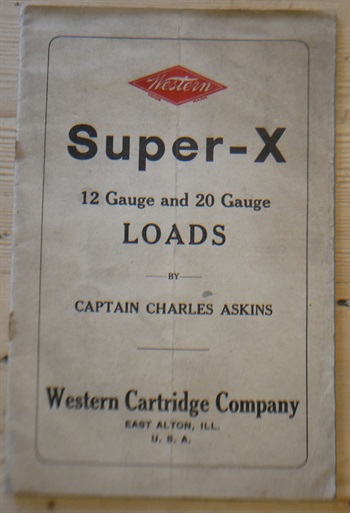 Western
Super-X
12 Gauge and 20 Gauge
LOADS
BY
CAPTAIN CHARLES ASKINS
Western Cartridge Company
EAST ALTON, ILL.
U. S. A.